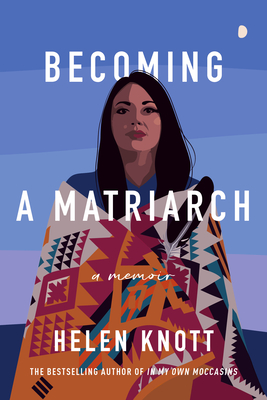 BECOMING
A MATRIARCH
a memoir
HELEN KNOTT
THE BESTSELLING AUTHOR OF IN MY OWN MOCCASINS